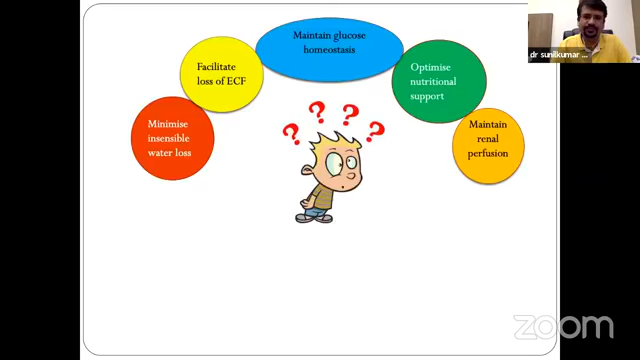 Minimise
insensible
water loss
Facilitate
loss of ECF
Maintain glucose
homeostasis
Optimise
nutritional
support
Maintain
renal
perfusion
? ? ? ?
dr sunilkumar ...
zoom